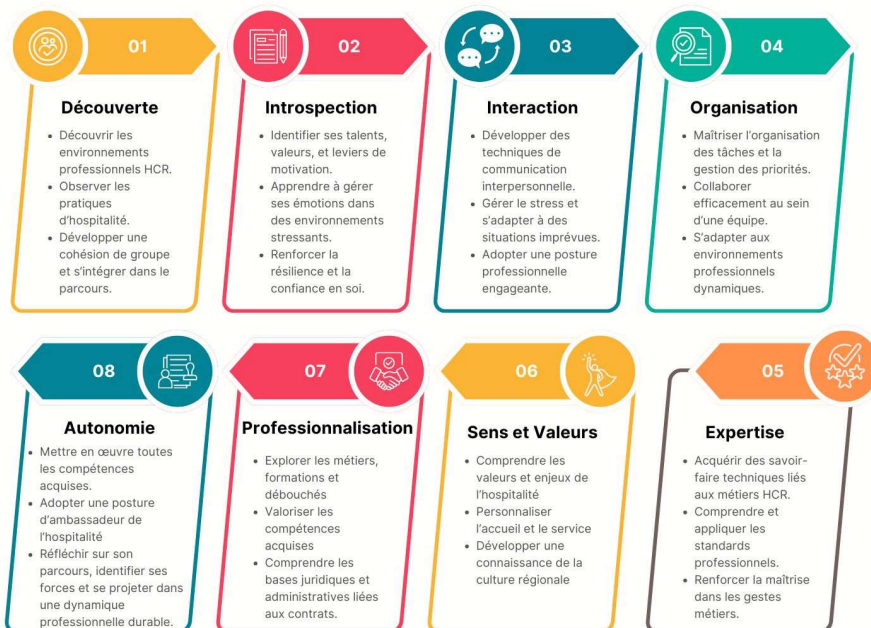 01
Découverte
• Découvrir les
environnements
professionnels HCR.
• Observer les
pratiques
d'hospitalité.
• Développer une
cohésion de groupe
et s'intégrer dans le
parcours.
02
Introspection
• Identifier ses talents,
valeurs, et leviers de
motivation.
• Apprendre à gérer
ses émotions dans
des environnements
stressants.
• Renforcer la
résilience et la
confiance en soi.
03
Interaction
• Développer des
techniques de
communication
interpersonnelle.
• Gérer le stress et
s'adapter à des
situations imprévues.
• Adopter une posture
professionnelle
engageante.
04
Organisation
• Maîtriser l'organisation
des tâches et la
gestion des priorités.
• Collaborer
efficacement au sein
d'une équipe.
• S'adapter aux
environnements
professionnels
dynamiques.
05
Expertise
• Acquérir des savoir-
faire techniques liés
aux métiers HCR.
• Comprendre et
appliquer les
standards
professionnels.
• Renforcer la maîtrise
dans les gestes
métiers.
06
Sens et Valeurs
• Comprendre les
valeurs et enjeux de
l'hospitalité
• Personnaliser
l'accueil et le service
• Développer une
connaissance de la
culture régionale
07
Professionnalisation
• Explorer les métiers,
formations et
débouchés
• Valoriser les
compétences
acquises
• Comprendre les
bases juridiques et
administratives liées
aux contrats.
08
Autonomie
• Mettre en œuvre toutes
les compétences
acquises.
• Adopter une posture
d'ambassadeur de
l'hospitalité
• Réfléchir sur son
parcours, identifier ses
forces et se projeter dans
une dynamique
professionnelle durable.